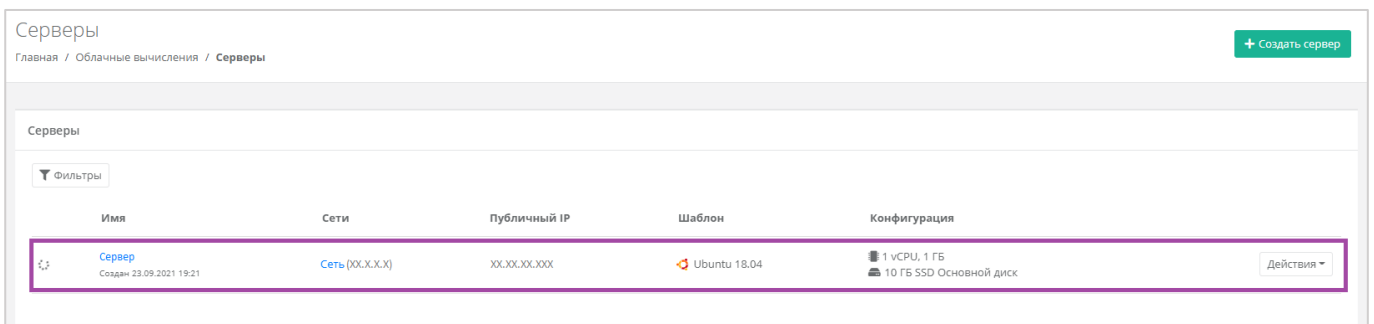 Серверы
Главная / Облачные вычисления / Серверы
+ Создать сервер
Серверы
Фильтры
Имя Сети Публичный IP Шаблон Конфигурация
Сервер Сеть (XX.X.X.X) XX.XX.XX.XXX Ubuntu 18.04 1 vCPU, 1 ГБ Действия
Создан 23.09.2021 19:21 10 ГБ SSD Основной диск